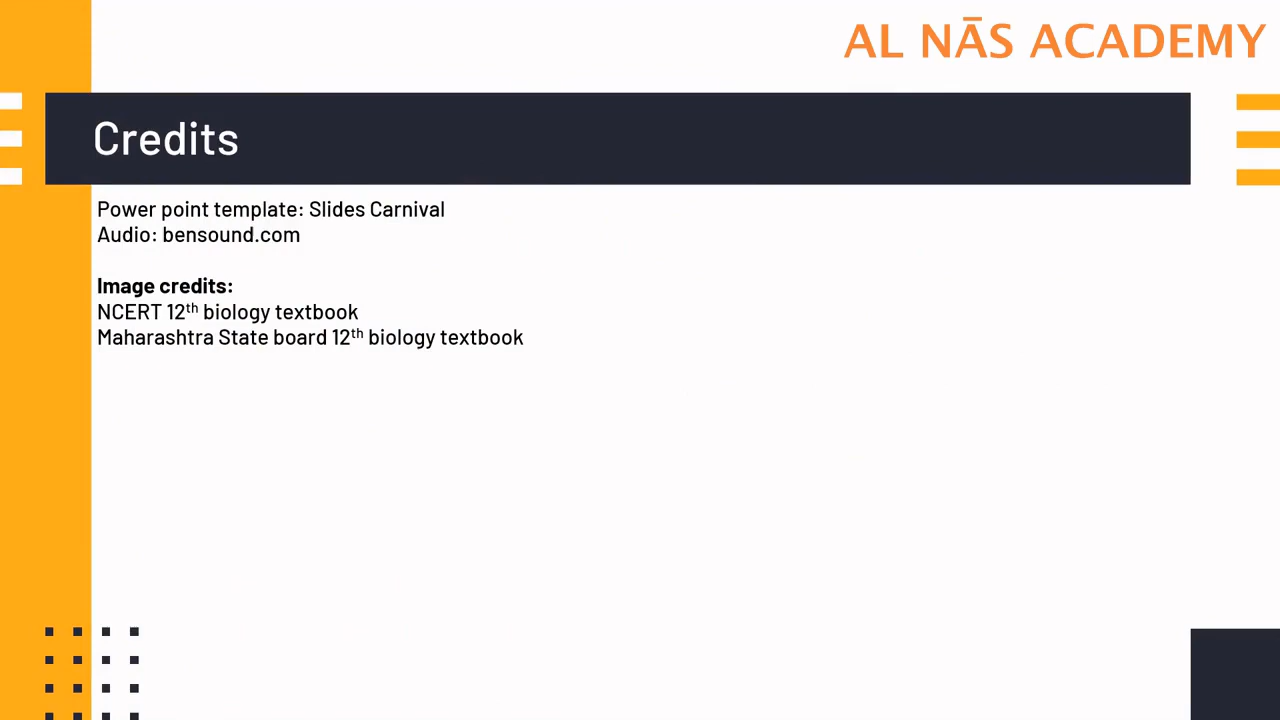 AL NĀS ACADEMY
Credits
Power point template: Slides Carnival
Audio: bensound.com
Image credits:
NCERT 12th biology textbook
Maharashtra State board 12th biology textbook